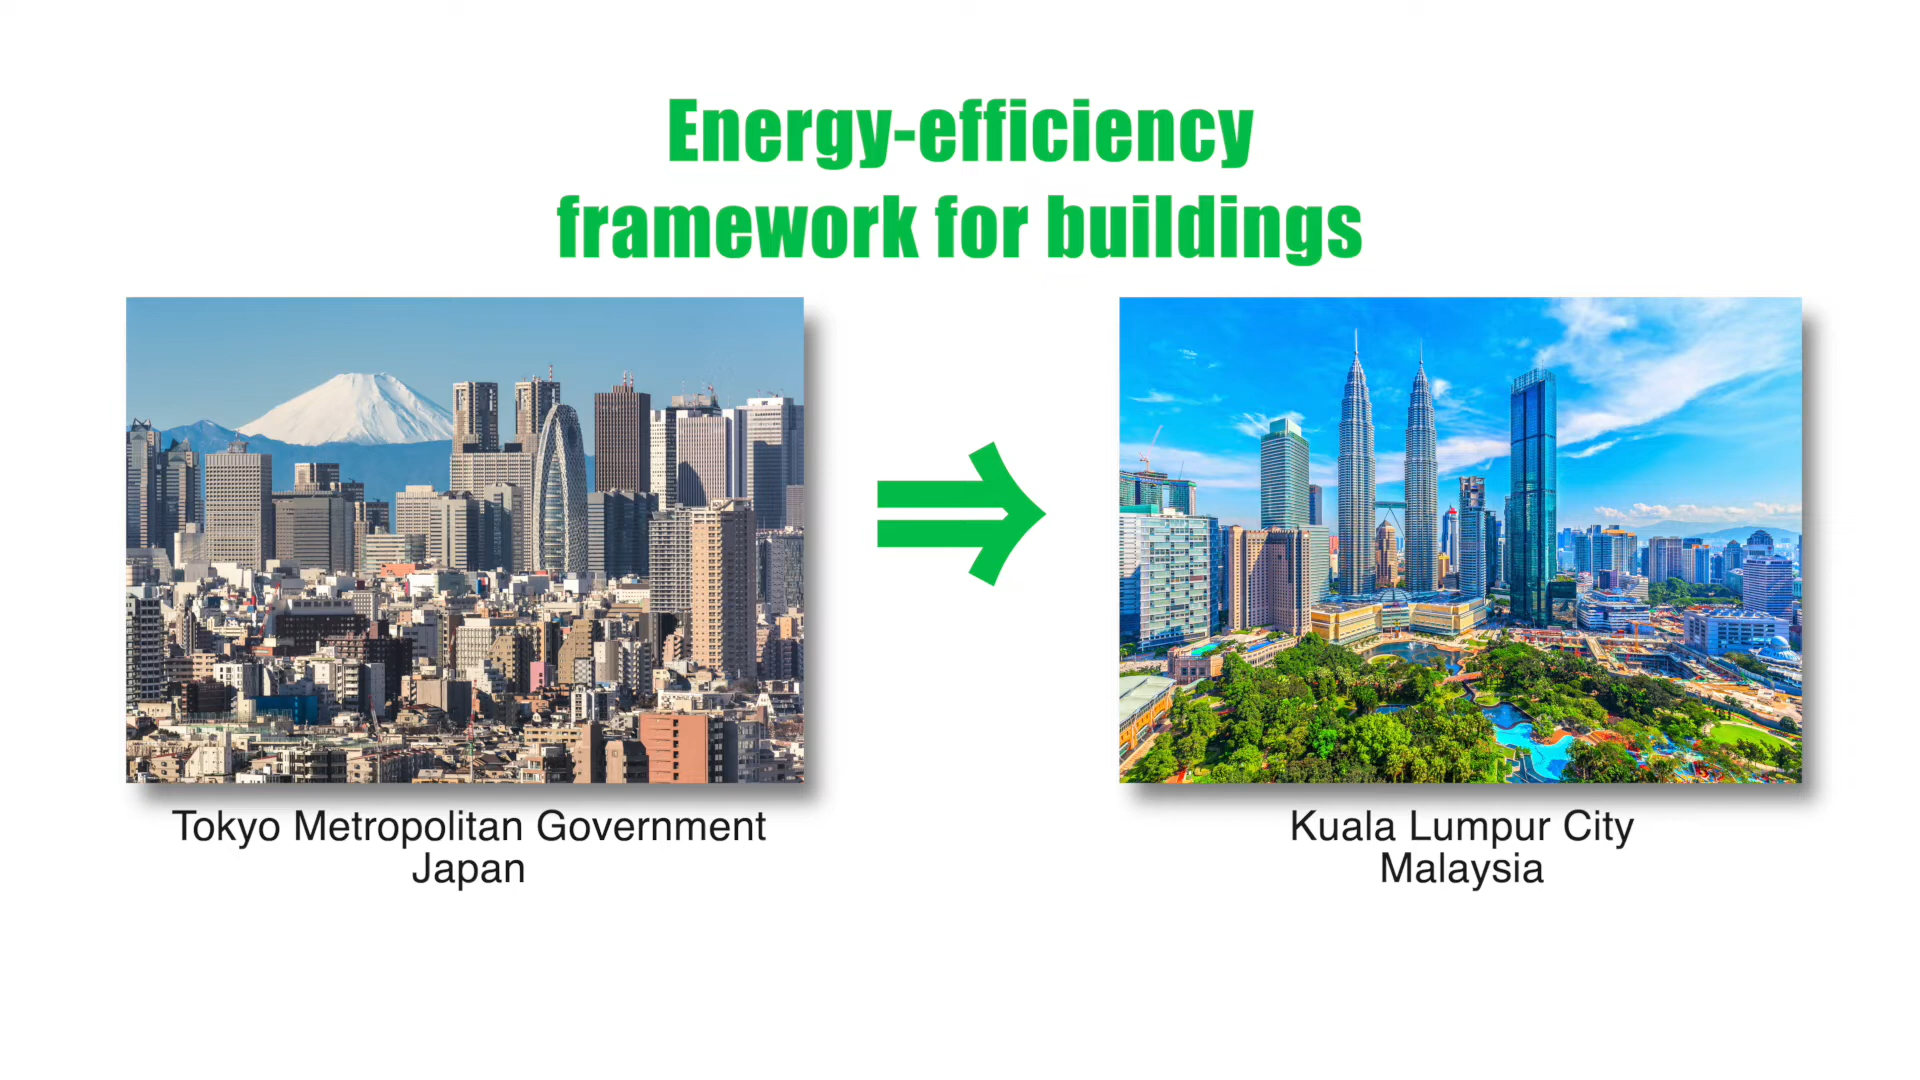 Energy-efficiency
framework for buildings
Tokyo Metropolitan Government
Japan
Kuala Lumpur City
Malaysia